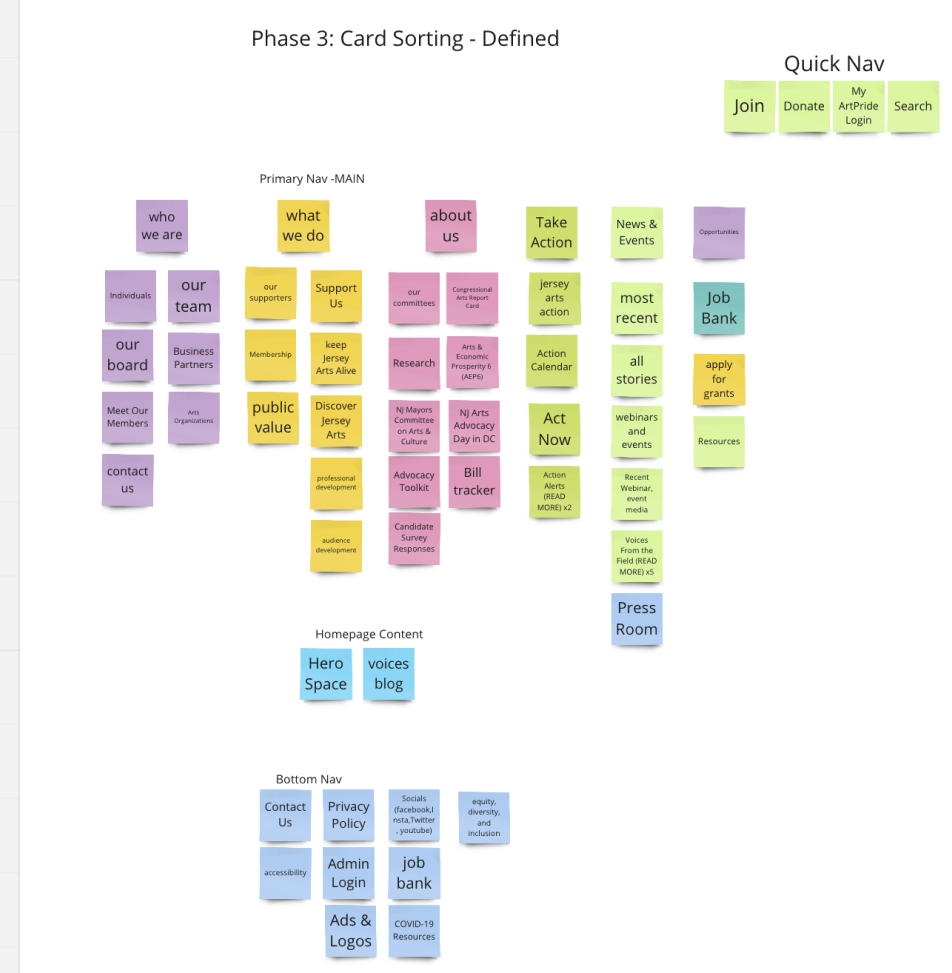 Phase 3: Card Sorting - Defined
Quick Nav
Join
Donate
My
ArtPride
Login
Search
Primary Nav -MAIN
who
we are
what
we do
about
us
Take
Action
News &
Events
Opportunities
Individuals
our
team
our
board
Business
Partners
Meet Our
Members
Arts
Organizations
contact
us
our
supporters
Support
Us
Membership
keep
Jersey
Arts Alive
public
value
Discover
Jersey
Arts
professional
development
audience
development
our
committees
Congressional
Arts Report
Card
Research
Arts &
Economic
Prosperity 6
(AEP6)
NJ Mayors
Committee
on Arts &
Culture
NJ Arts
Advocacy
Day in DC
Advocacy
Toolkit
Bill
tracker
Candidate
Survey
Responses
jersey
arts
action
Action
Calendar
Act
Now
Action
Alerts
(READ
MORE) x2
most
recent
all
stories
webinars
and
events
Recent
Webinar,
event
media
Voices
From the
Field (READ
MORE) x5
Press
Room
Job
Bank
apply
for
grants
Resources
Homepage Content
Hero
Space
voices
blog
Bottom Nav
Contact
Us
Privacy
Policy
Socials
(facebook,I
nsta,Twitter
, youtube)
equity,
diversity,
and
inclusion
accessibility
Admin
Login
job
bank
Ads &
Logos
COVID-19
Resources